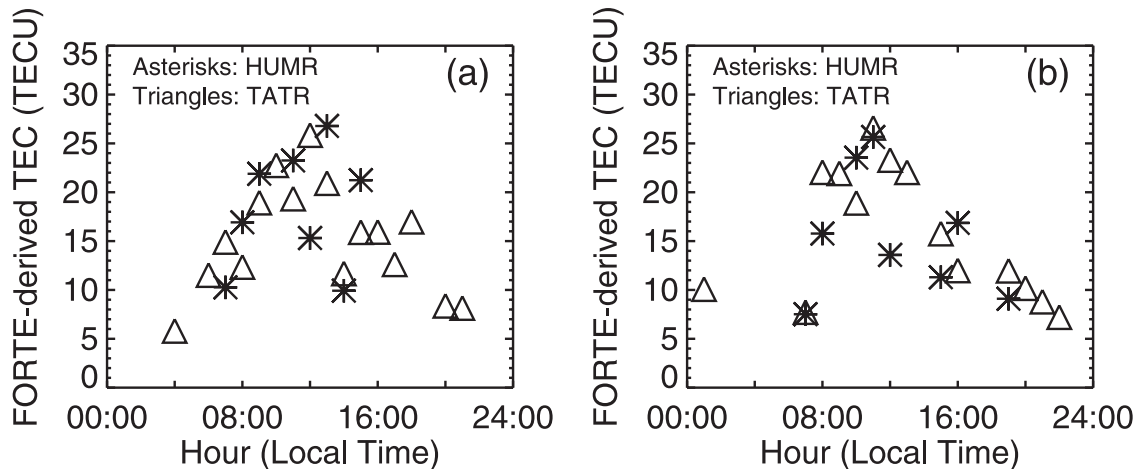 FORTE-derived TEC (TECU)
35
30
25
20
15
10
5
0
Asterisks: HUMR
Triangles: TATR
(a)
00:00 08:00 16:00 24:00
Hour (Local Time)
FORTE-derived TEC (TECU)
35
30
25
20
15
10
5
0
Asterisks: HUMR
Triangles: TATR
(b)
00:00 08:00 16:00 24:00
Hour (Local Time)